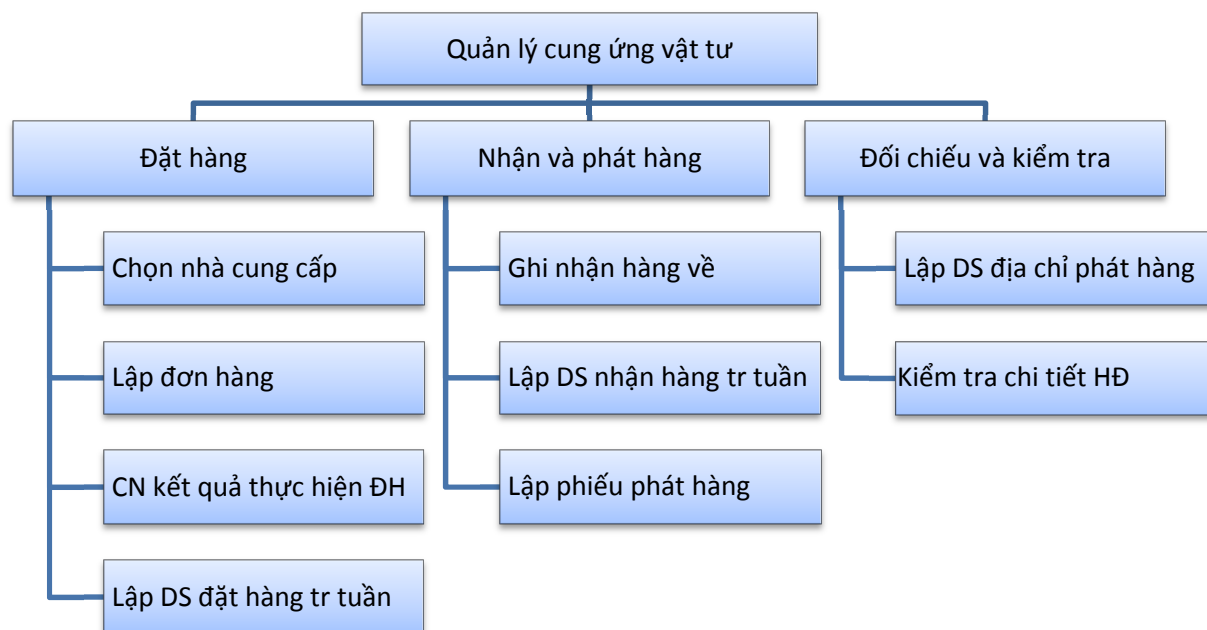 Quản lý cung ứng vật tư
Đặt hàng
Chọn nhà cung cấp
Lập đơn hàng
CN kết quả thực hiện ĐH
Lập DS đặt hàng tr tuần
Nhận và phát hàng
Ghi nhận hàng về
Lập DS nhận hàng tr tuần
Lập phiếu phát hàng
Đối chiếu và kiểm tra
Lập DS địa chỉ phát hàng
Kiểm tra chi tiết HĐ